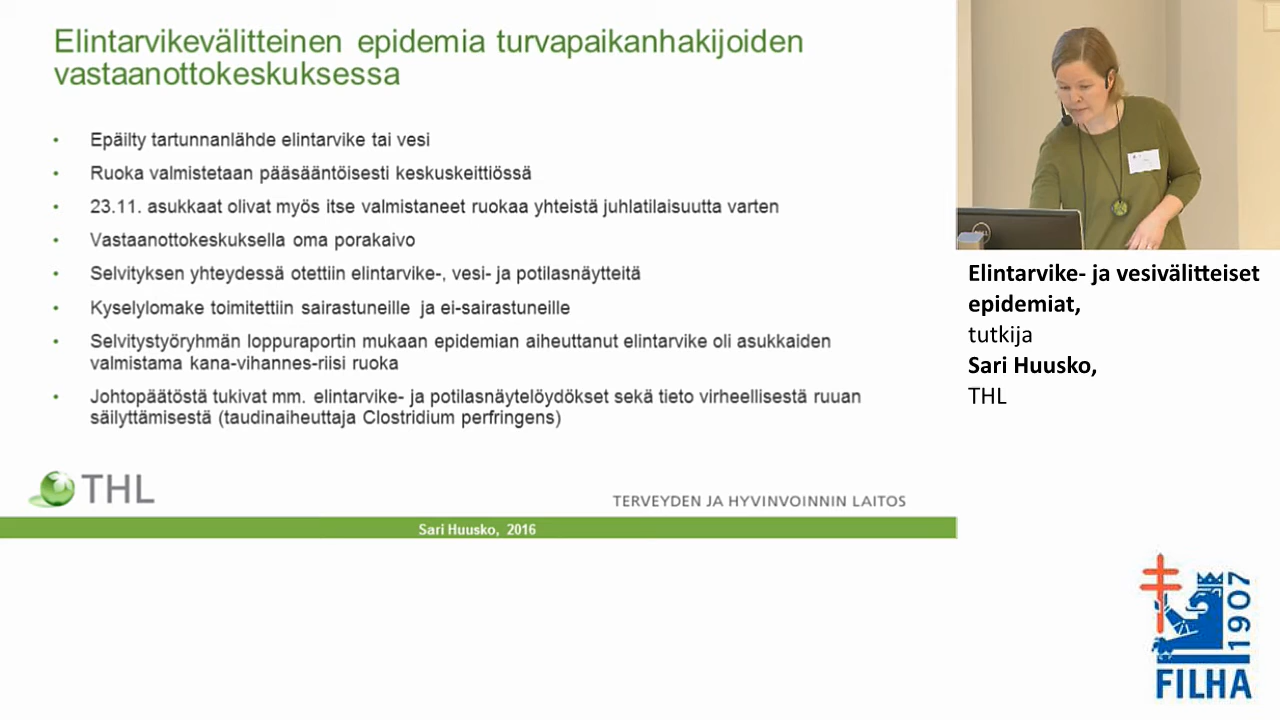 Elintarvikevälitteinen epidemia turvapaikanhakijoiden
vastaanottokeskuksessa
• Epäilty tartunnanlähde elintarvike tai vesi
• Ruoka valmistetaan pääsääntöisesti keskuskeittiössä
• 23.11. asukkaat olivat myös itse valmistaneet ruokaa yhteistä juhlatilaisuutta varten
• Vastaanottokeskuksella oma porakaivo
• Selvityksen yhteydessä otettiin elintarvike-, vesi- ja potilasnäytteitä
• Kyselylomake toimitettiin sairastuneille ja ei-sairastuneille
• Selvitystyöryhmän loppuraportin mukaan epidemian aiheuttanut elintarvike oli asukkaiden
valmistama kana-vihannes-riisi ruoka
• Johtopäätöstä tukivat mm. elintarvike- ja potilasnäytelöydökset sekä tieto virheellisestä ruuan
säilyttämisestä (taudinaiheuttaja Clostridium perfringens)
THL
TERVEYDEN JA HYVINVOINNIN LAITOS
Sari Huusko, 2016
DELL
Elintarvike- ja vesivälitteiset
epidemiat,
tutkija
Sari Huusko,
THL
1907
FILHA